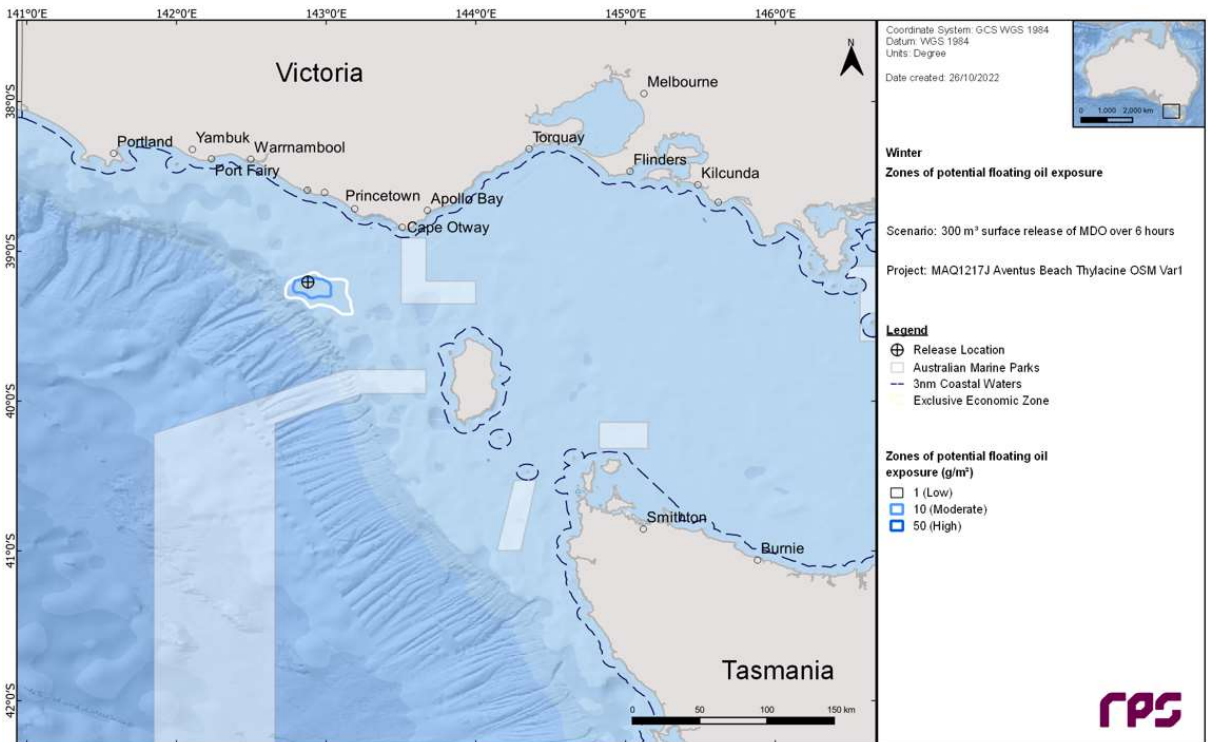 141°0'E 142°0'E 143°0'E 144°0'E 145°0'E 146°0'E
38°0'S
39°0'S
40°0'S
41°0'S
42°0'S
Victoria
N
Melbourne
Portland
Yambuk
Warrnambool
Port Fairy
Torquay
Flinders
Kilcunda
Princetown
Apollo Bay
Cape Otway
Smithton
Burnie
Tasmania
0 50 100 150 km
Coordinate System: GCS WGS 1984
Datum: WGS 1984
Units: Degree
Date created: 26/10/2022
0 1,000 2,000 km
Winter
Zones of potential floating oil exposure
Scenario: 300 m³ surface release of MDO over 6 hours
Project: MAQ1217J Aventus Beach Thylacine OSM Var1
Legend
Release Location
Australian Marine Parks
3nm Coastal Waters
Exclusive Economic Zone
Zones of potential floating oil
exposure (g/m²)
1 (Low)
10 (Moderate)
50 (High)
rps